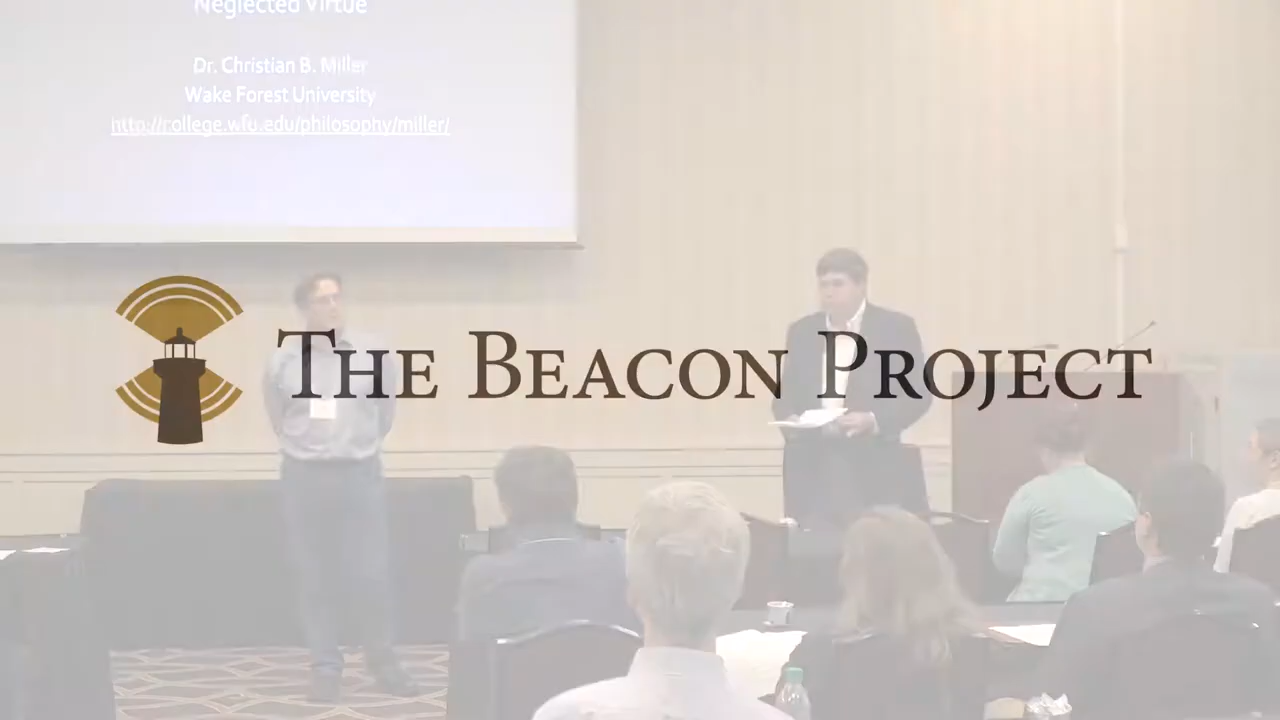 Neglected Virtue
Dr. Christian B. Miller
Wake Forest University
http://college.wfu.edu/philosophy/miller/
THE BEACON PROJECT